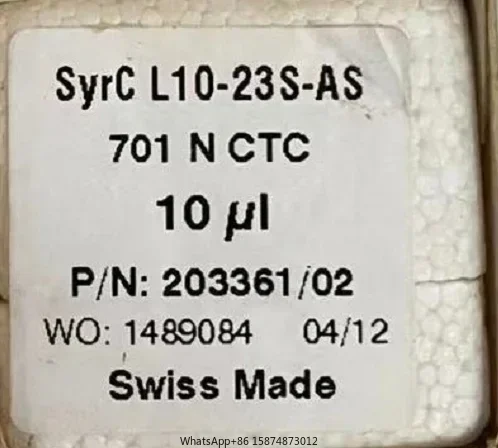 SyrC L10-23S-AS
701 N CTC
10 µl
P/N: 203361/02
WO: 1489084 04/12
Swiss Made
WhatsApp+86 15874873012